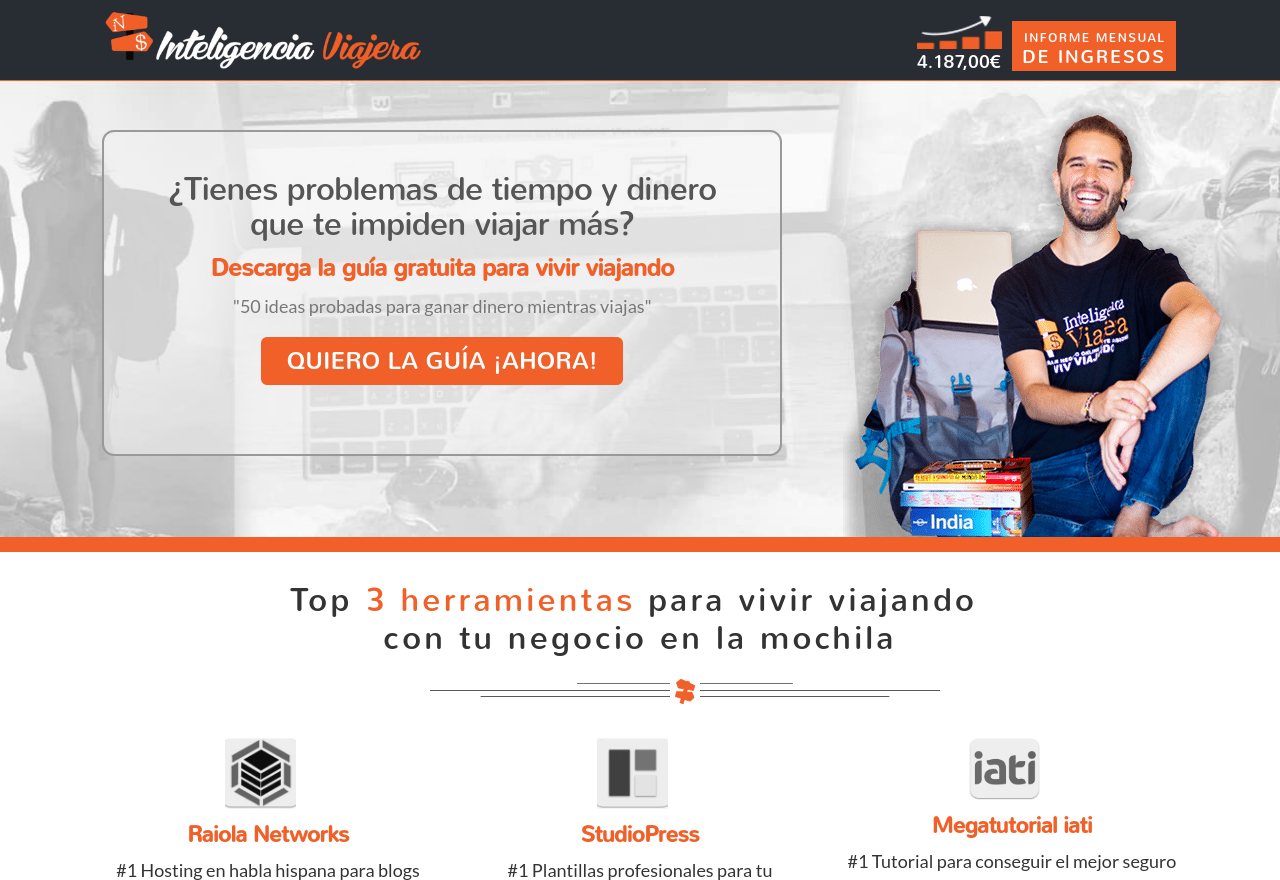 N
$
Inteligencia Viajera
4.187,00€
INFORME MENSUAL
DE INGRESOS
¿Tienes problemas de tiempo y dinero
que te impiden viajar más?
Descarga la guía gratuita para vivir viajando
"50 ideas probadas para ganar dinero mientras viajas"
QUIERO LA GUÍA ¡AHORA!
Inteligencia
Viajera
India
Top 3 herramientas para vivir viajando
con tu negocio en la mochila
iati
Raiola Networks
StudioPress
Megatutorial iati
#1 Hosting en habla hispana para blogs
#1 Plantillas profesionales para tu
#1 Tutorial para conseguir el mejor seguro